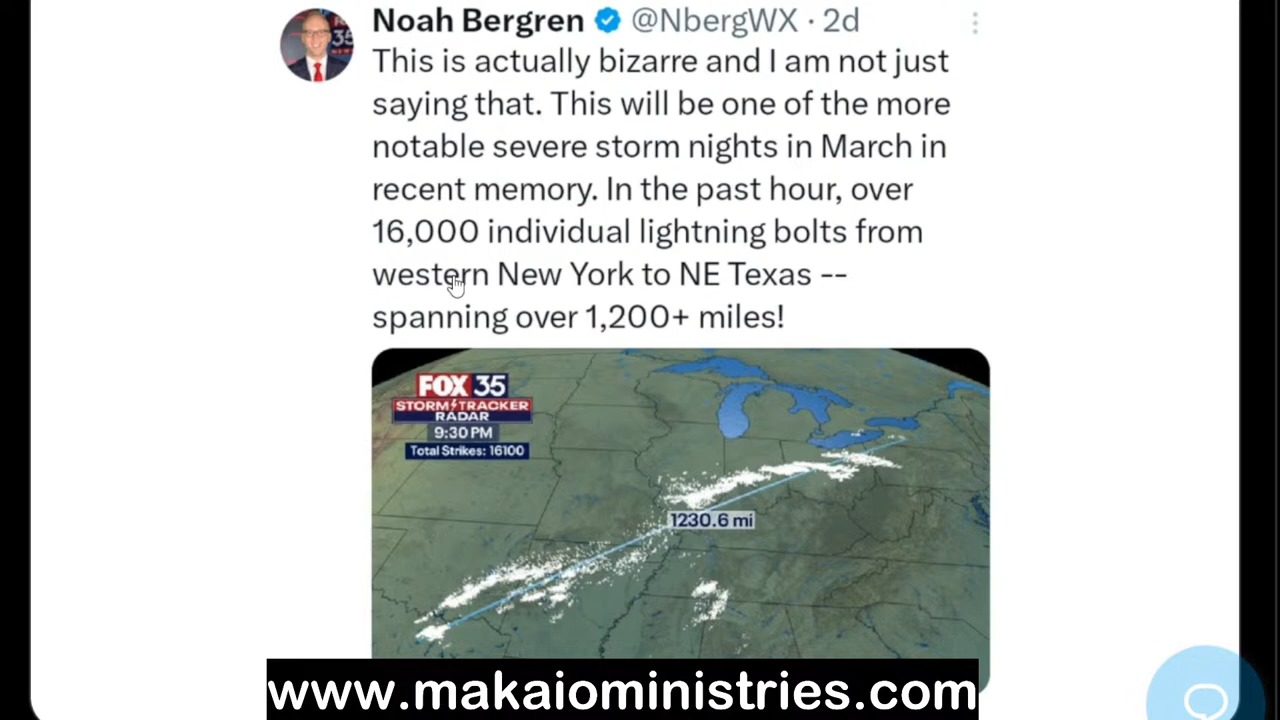 Noah Bergren @NbergWX · 2d
This is actually bizarre and I am not just
saying that. This will be one of the more
notable severe storm nights in March in
recent memory. In the past hour, over
16,000 individual lightning bolts from
western New York to NE Texas --
spanning over 1,200+ miles!
FOX 35
STORM TRACKER
RADAR
9:30 PM
Total Strikes: 16100
1230.6 mi
www.makaioministries.com